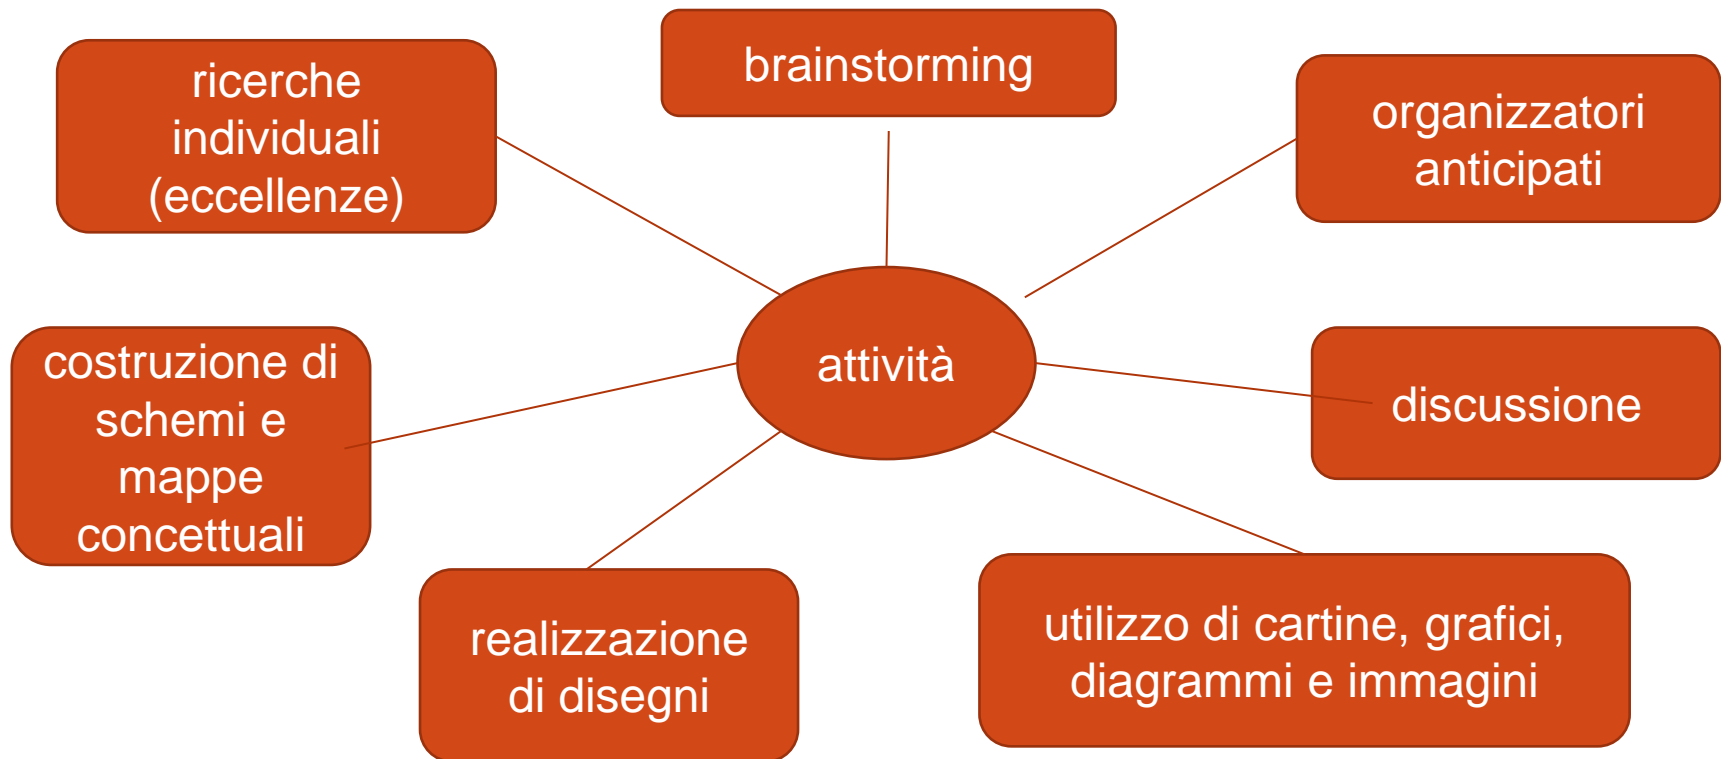 brainstorming
ricerche
individuali
(eccellenze)
organizzatori
anticipati
attività
costruzione di
schemi e
mappe
concettuali
discussione
realizzazione
di disegni
utilizzo di cartine, grafici,
diagrammi e immagini